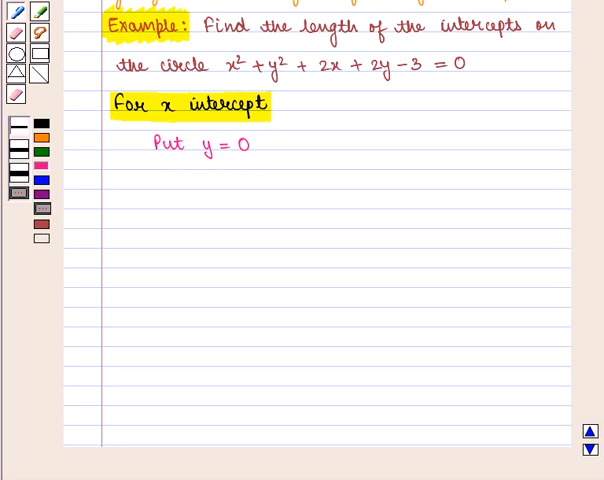 Example: Find the length of the intercepts on
the circle x² + y² + 2x + 2y - 3 = 0
For x intercept
Put y = 0